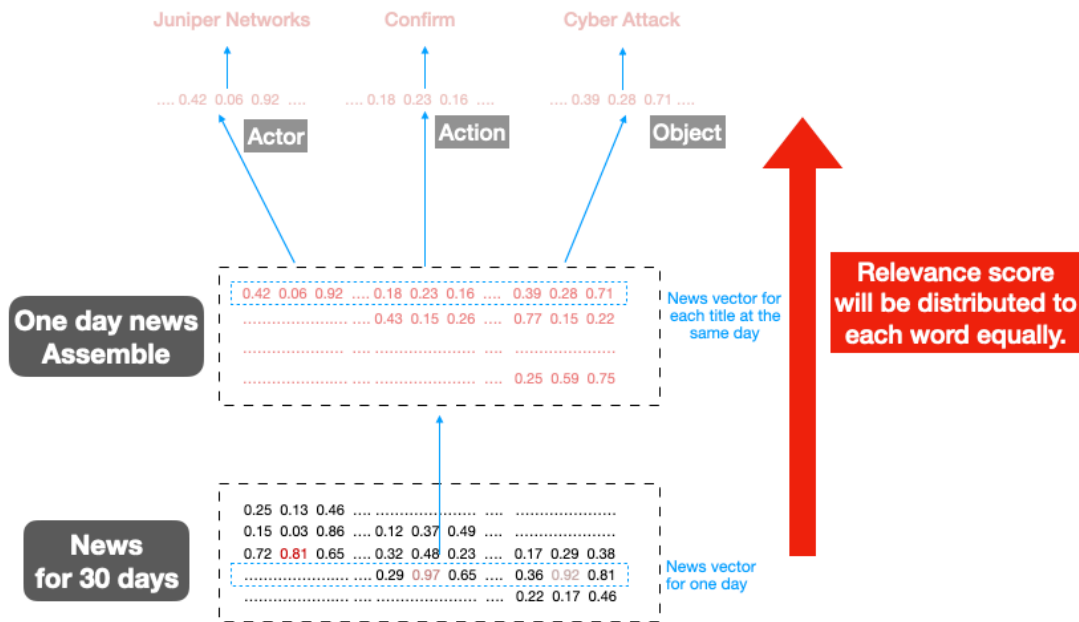 Juniper Networks Confirm Cyber Attack
.... 0.42 0.06 0.92 .... .... 0.18 0.23 0.16 .... .... 0.39 0.28 0.71 ....
Actor Action Object
One day news
Assemble
0.42 0.06 0.92 .... 0.18 0.23 0.16 .... 0.39 0.28 0.71
...................... .... 0.43 0.15 0.26 .... 0.77 0.15 0.22
...................... .... ...................... .... ......................
...................... .... ...................... .... 0.25 0.59 0.75
News vector for
each title at the
same day
Relevance score
will be distributed to
each word equally.
News
for 30 days
0.25 0.13 0.46 .... ...................... .... ......................
0.15 0.03 0.86 .... 0.12 0.37 0.49 .... ......................
0.72 0.81 0.65 .... 0.32 0.48 0.23 .... 0.17 0.29 0.38
...................... .... 0.29 0.97 0.65 .... 0.36 0.92 0.81
...................... .... ...................... .... 0.22 0.17 0.46
News vector
for one day